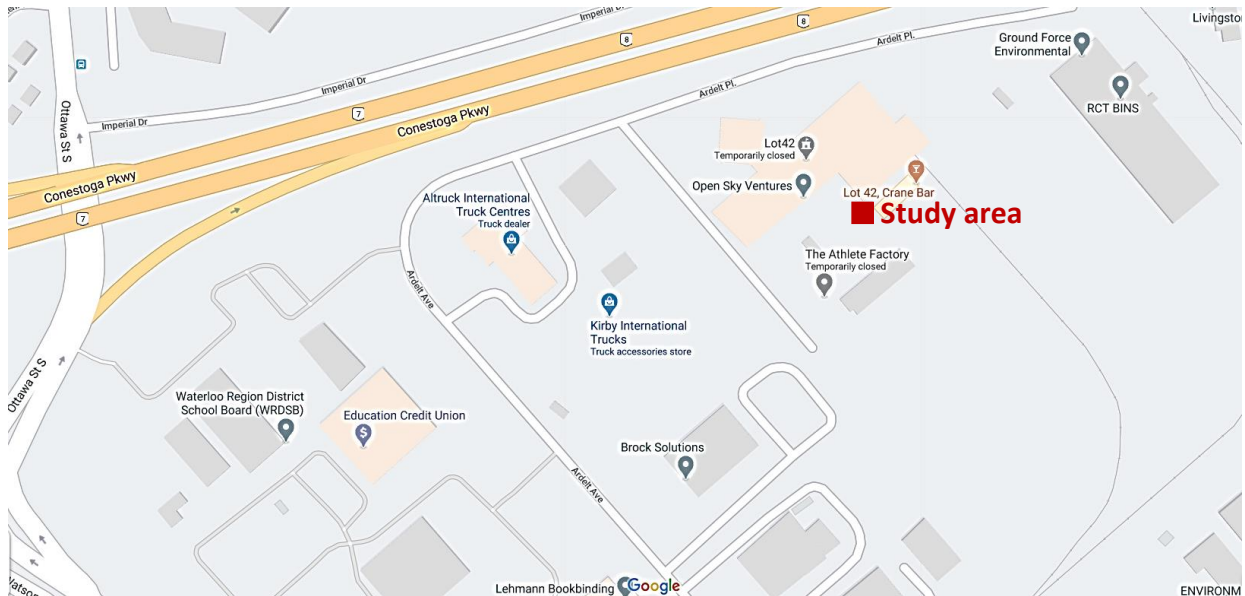 Imperial Dr
8
8
Livingston
Ardelt Pl.
Ground Force
Environmental
Ottawa St S
Imperial Dr
Ardelt Pl.
RCT BINS
Imperial Dr
7
Conestoga Pkwy
Lot42
Temporarily closed
Conestoga Pkwy
Open Sky Ventures
Lot 42, Crane Bar
7
Altruck International
Truck Centres
Truck dealer
Study area
The Athlete Factory
Temporarily closed
Ardelt Ave
Kirby International
Trucks
Truck accessories store
Ottawa St S
Waterloo Region District
School Board (WRDSB)
Education Credit Union
$
Brock Solutions
Ardelt Ave
Lehmann Bookbinding
Google
Watson
ENVIRONM